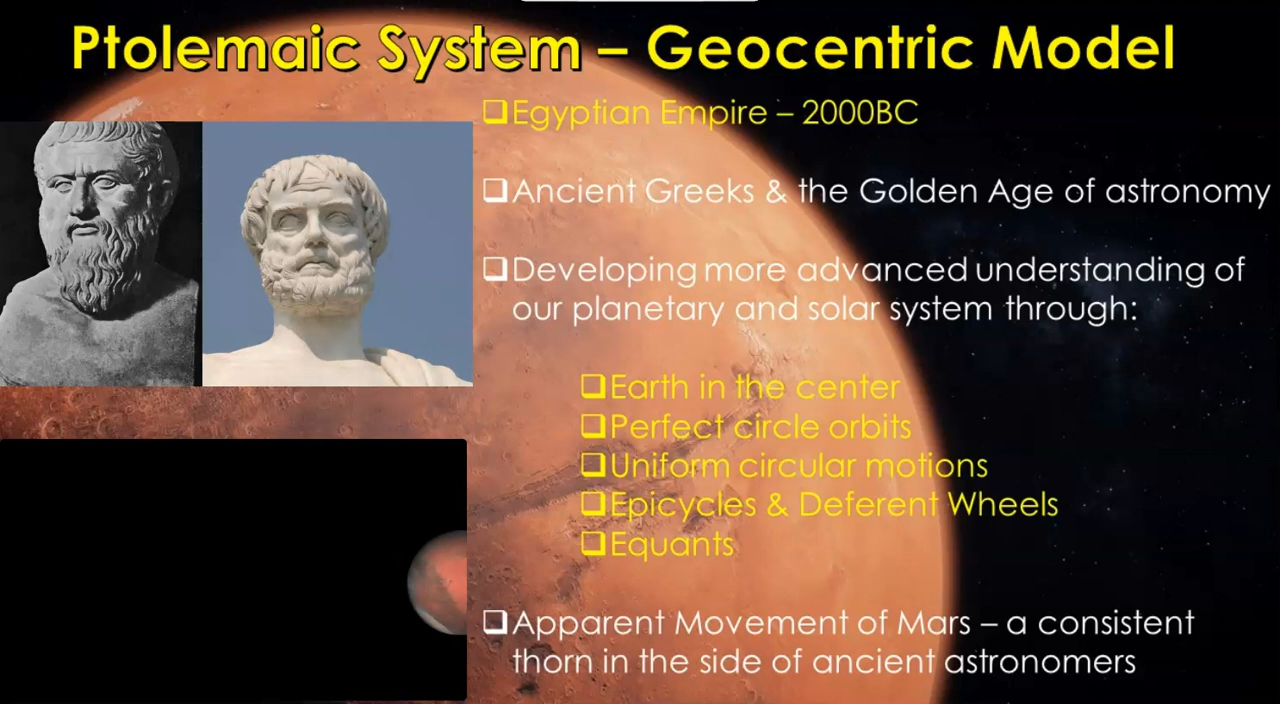 Ptolemaic System – Geocentric Model
❑Egyptian Empire – 2000BC
❑Ancient Greeks & the Golden Age of astronomy
❑Developing more advanced understanding of
our planetary and solar system through:
❑Earth in the center
❑Perfect circle orbits
❑Uniform circular motions
❑Epicycles & Deferent Wheels
❑Equants
❑Apparent Movement of Mars – a consistent
thorn in the side of ancient astronomers